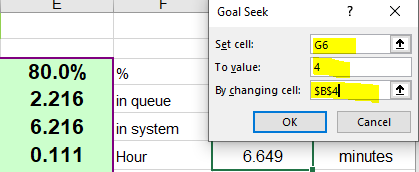 E F Goal Seek
Set cell: G6
To value: 4
By changing cell: $B$4
OK Cancel
80.0% %
2.216 in queue
6.216 in system
0.111 Hour 6.649 minutes